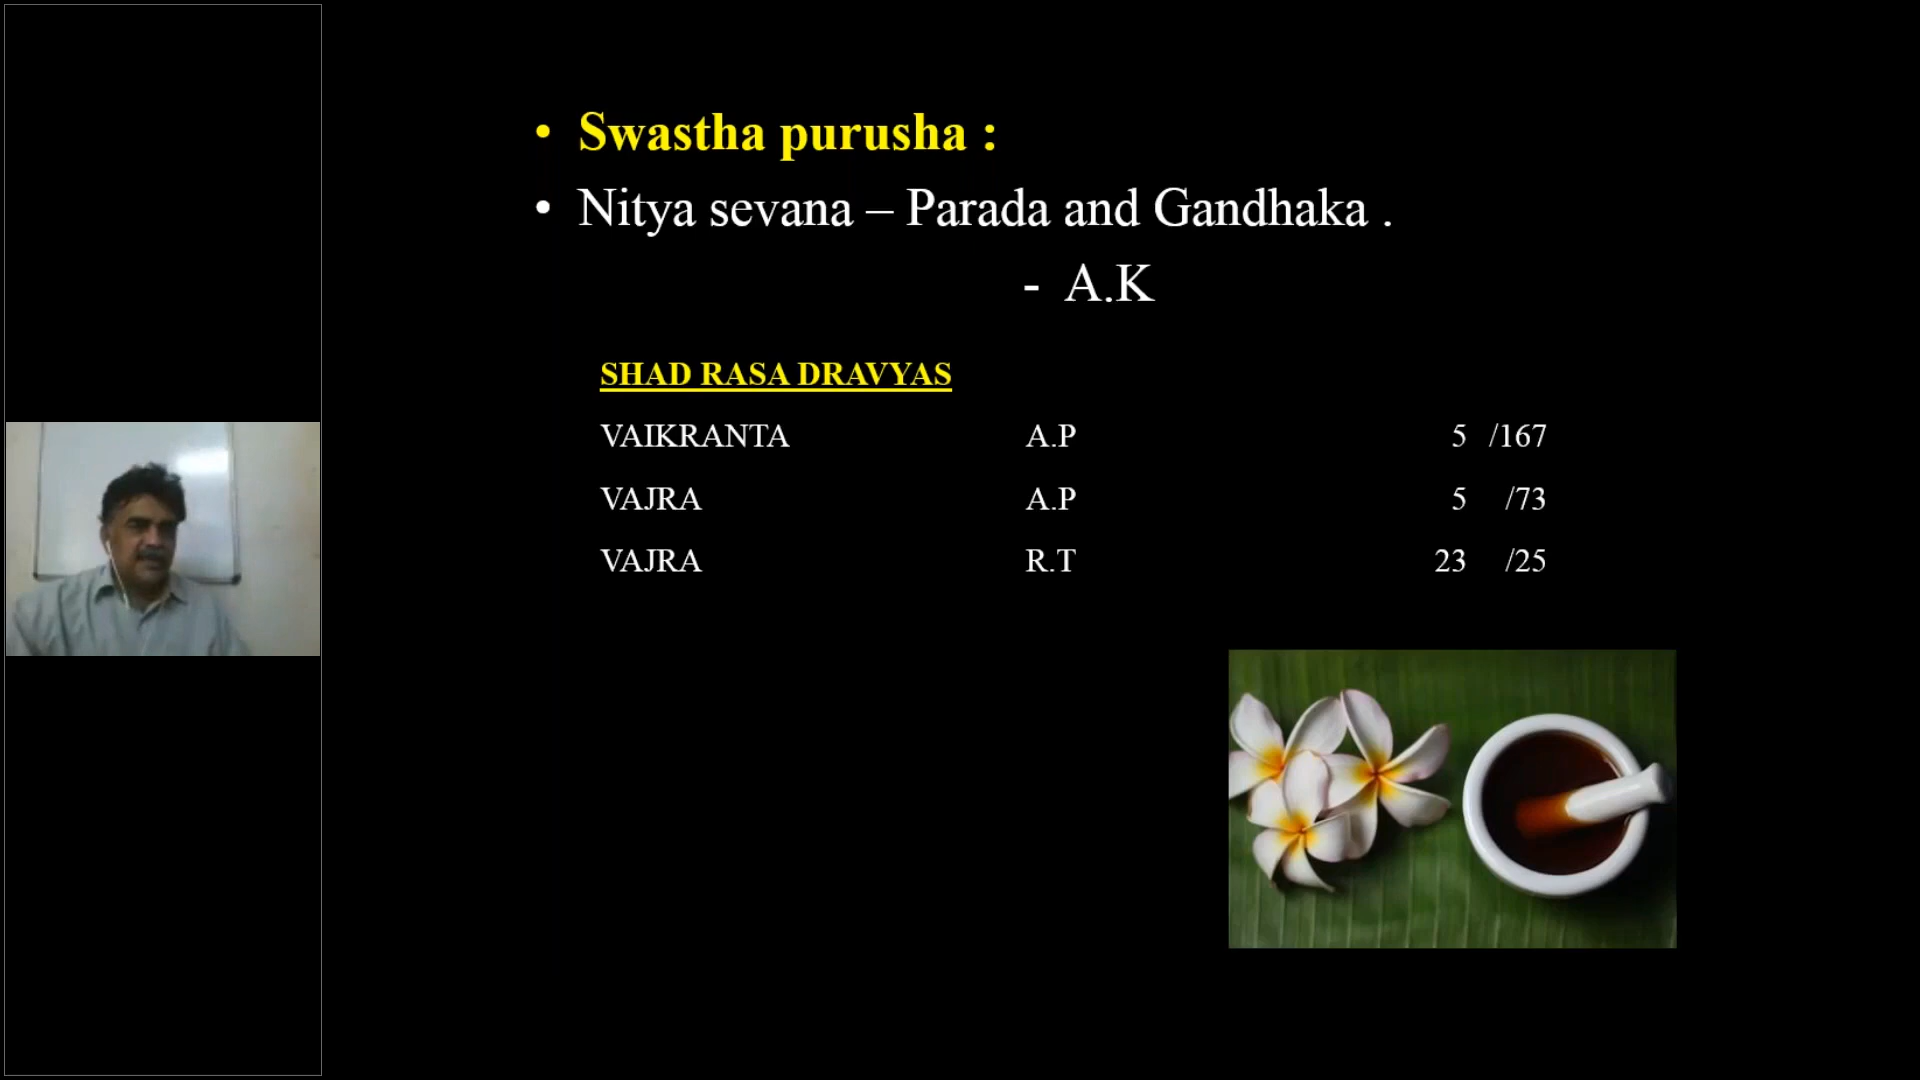 • Swastha purusha :
• Nitya sevana – Parada and Gandhaka .
- A.K
SHAD RASA DRAVYAS
VAIKRANTA A.P 5 /167
VAJRA A.P 5 /73
VAJRA R.T 23 /25